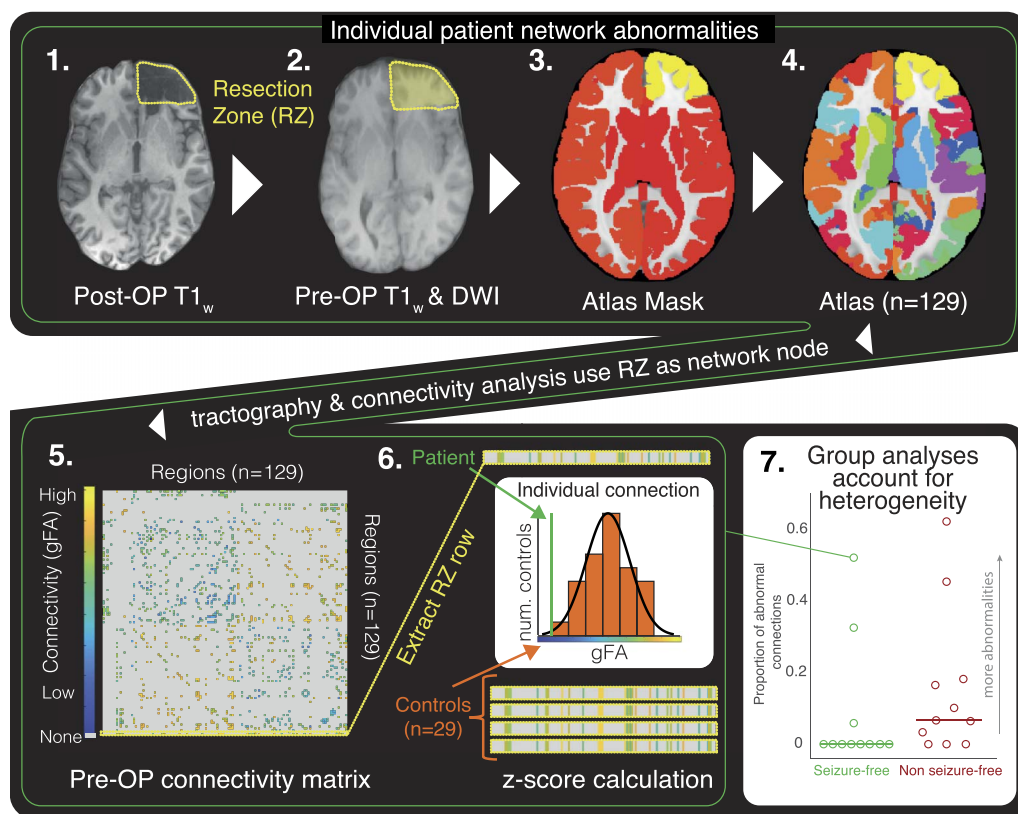 Individual patient network abnormalities
1.
2.
3.
4.
Resection
Zone (RZ)
Post-OP T1w
Pre-OP T1w & DWI
Atlas Mask
Atlas (n=129)
tractography & connectivity analysis use RZ as network node
5.
Regions (n=129)
High
Connectivity (gFA)
Low
None
Regions (n=129)
Pre-OP connectivity matrix
Extract RZ row
6.
Patient
Individual connection
num. controls
gFA
Controls
(n=29)
z-score calculation
7.
Group analyses
account for
heterogeneity
Proportion of abnormal
connections
0.6
0.4
0.2
0
more abnormalities
Seizure-free
Non seizure-free